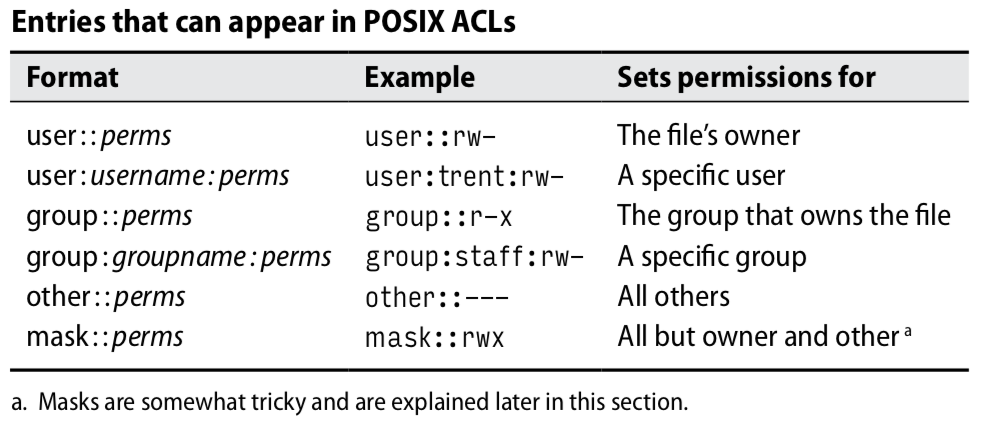 Entries that can appear in POSIX ACLs
Format Example Sets permissions for
user::perms user::rw- The file's owner
user:username:perms user:trent:rw- A specific user
group::perms group::r-x The group that owns the file
group:groupname:perms group:staff:rw- A specific group
other::perms other::--- All others
mask::perms mask::rwx All but owner and other a
a. Masks are somewhat tricky and are explained later in this section.